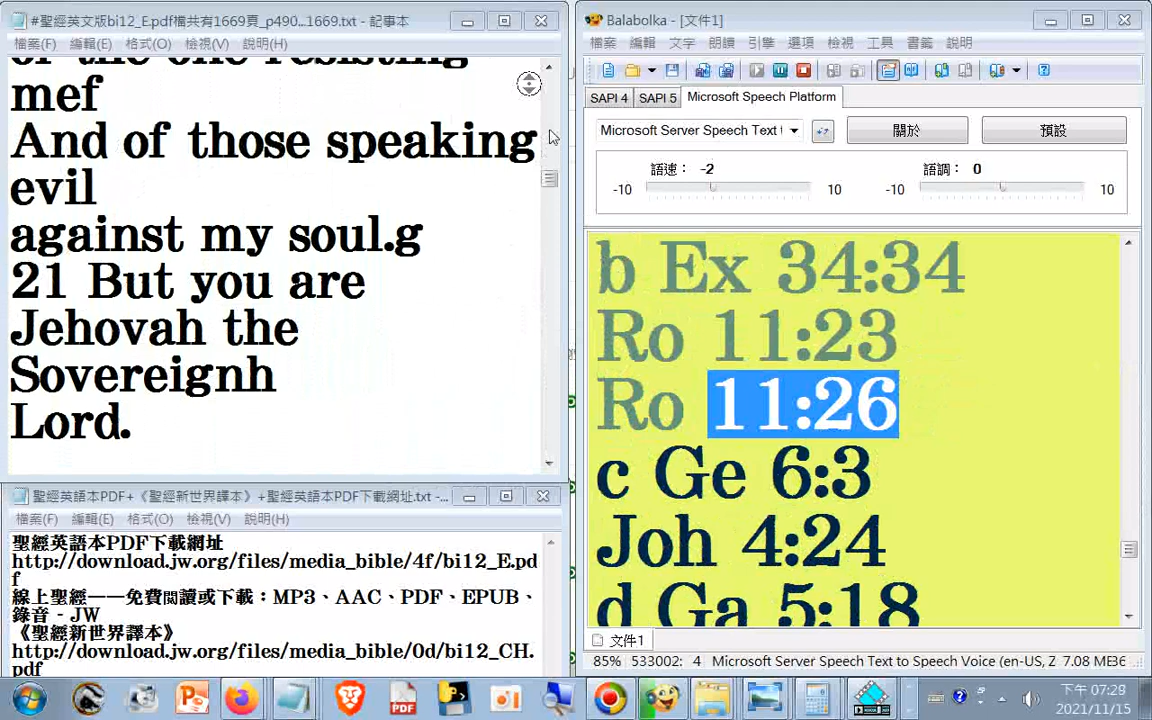 #聖經英文版bi12_E.pdf檔共有1669頁_p490...1669.txt - 記事本
檔案(F) 編輯(E) 格式(O) 檢視(V) 說明(H)
of the one resisting
mef
And of those speaking
evil
against my soul.g
21 But you are
Jehovah the
Sovereignh
Lord.
聖經英語本PDF+《聖經新世界譯本》+聖經英語本PDF下載網址.txt -...
檔案(F) 編輯(E) 格式(O) 檢視(V) 說明(H)
聖經英語本PDF下載網址
http://download.jw.org/files/media_bible/4f/bi12_E.pd
f
線上聖經——免費閱讀或下載：MP3、AAC、PDF、EPUB、
錄音 - JW
《聖經新世界譯本》
http://download.jw.org/files/media_bible/0d/bi12_CH.
pdf
Balabolka - [文件1]
檔案 編輯 文字 朗讀 引擎 選項 檢視 工具 書籤 說明
SAPI 4 SAPI 5 Microsoft Speech Platform
Microsoft Server Speech Text 關於 預設
語速： -2 語調： 0
-10 10 -10 10
b Ex 34:34
Ro 11:23
Ro 11:26
c Ge 6:3
Joh 4:24
d Ga 5:18
文件1
85% 533002: 4 Microsoft Server Speech Text to Speech Voice (en-US, Z 7.08 ME36
PDF
下午 07:29
2021/11/15